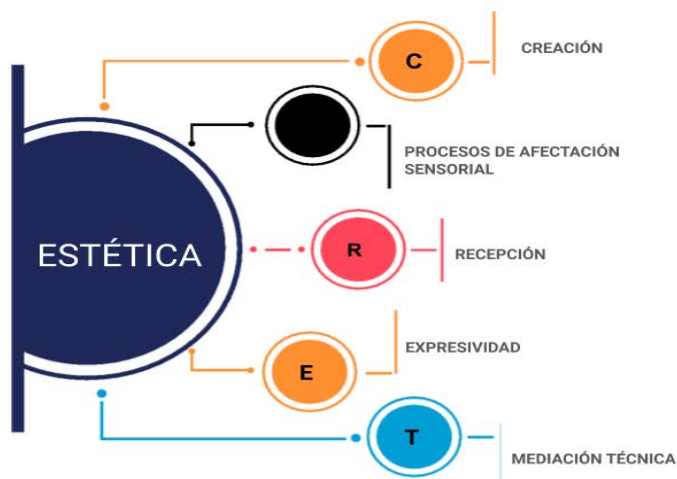 C
CREACIÓN
PROCESOS DE AFECTACIÓN
SENSORIAL
ESTÉTICA
R
RECEPCIÓN
E
EXPRESIVIDAD
T
MEDIACIÓN TÉCNICA